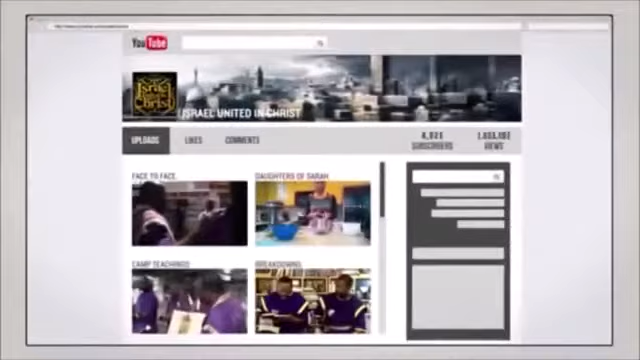 YouTube
Israel
United in
Christ
ISRAEL UNITED IN CHRIST
UPLOADS
LIKES
COMMENTS
SUBSCRIBERS
VIEWS
FACE TO FACE
DAUGHTERS OF SARAH
CAMP TEACHINGS
BREAKDOWNS